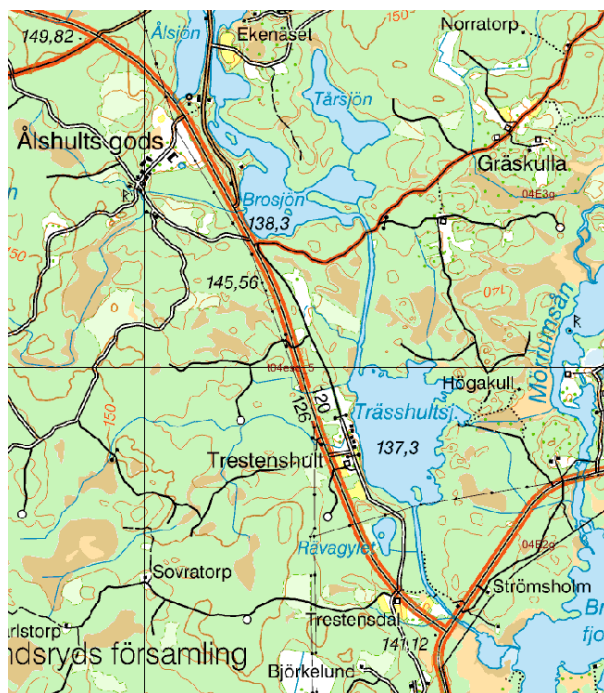 149,82
Ålsjön
Ekenäset
Norratorp
150
Tårsjön
Ålshults gods
Gräskulla
04E3g
R
Brosjön
138,3
150
145,56
140
Mörrumsån
R
Högakull
120
126
Trässhultsj.
150
137,3
Trestenshult
Rävagylet
04E2g
Sovratorp
Strömsholm
Trestensdal
141,12
ndsryds församling
Björkelund